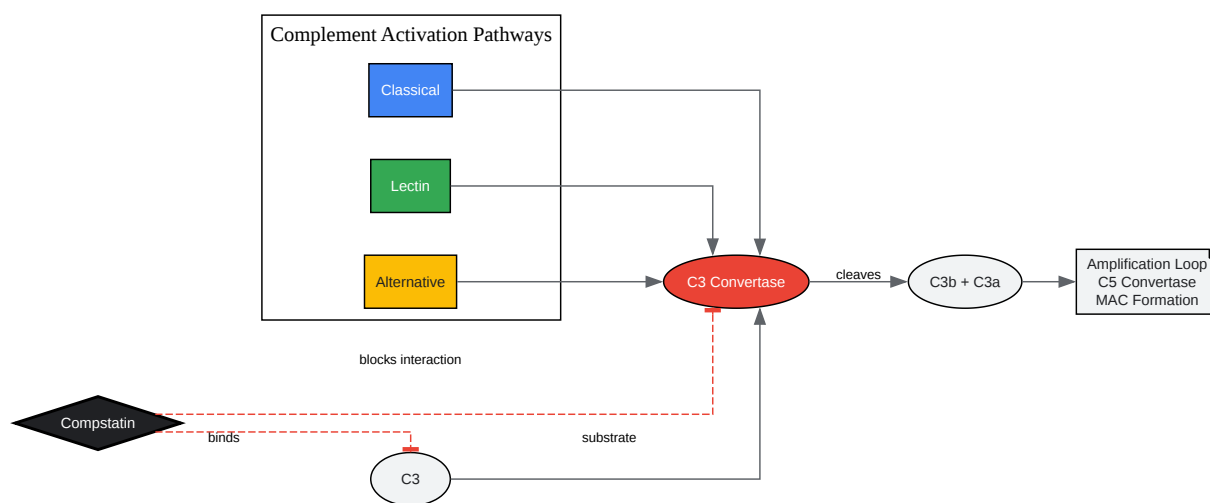 Complement Activation Pathways
Classical
Lectin
Alternative
C3 Convertase
cleaves
C3b + C3a
Amplification Loop
C5 Convertase
MAC Formation
blocks interaction
Compstatin
binds
substrate
C3